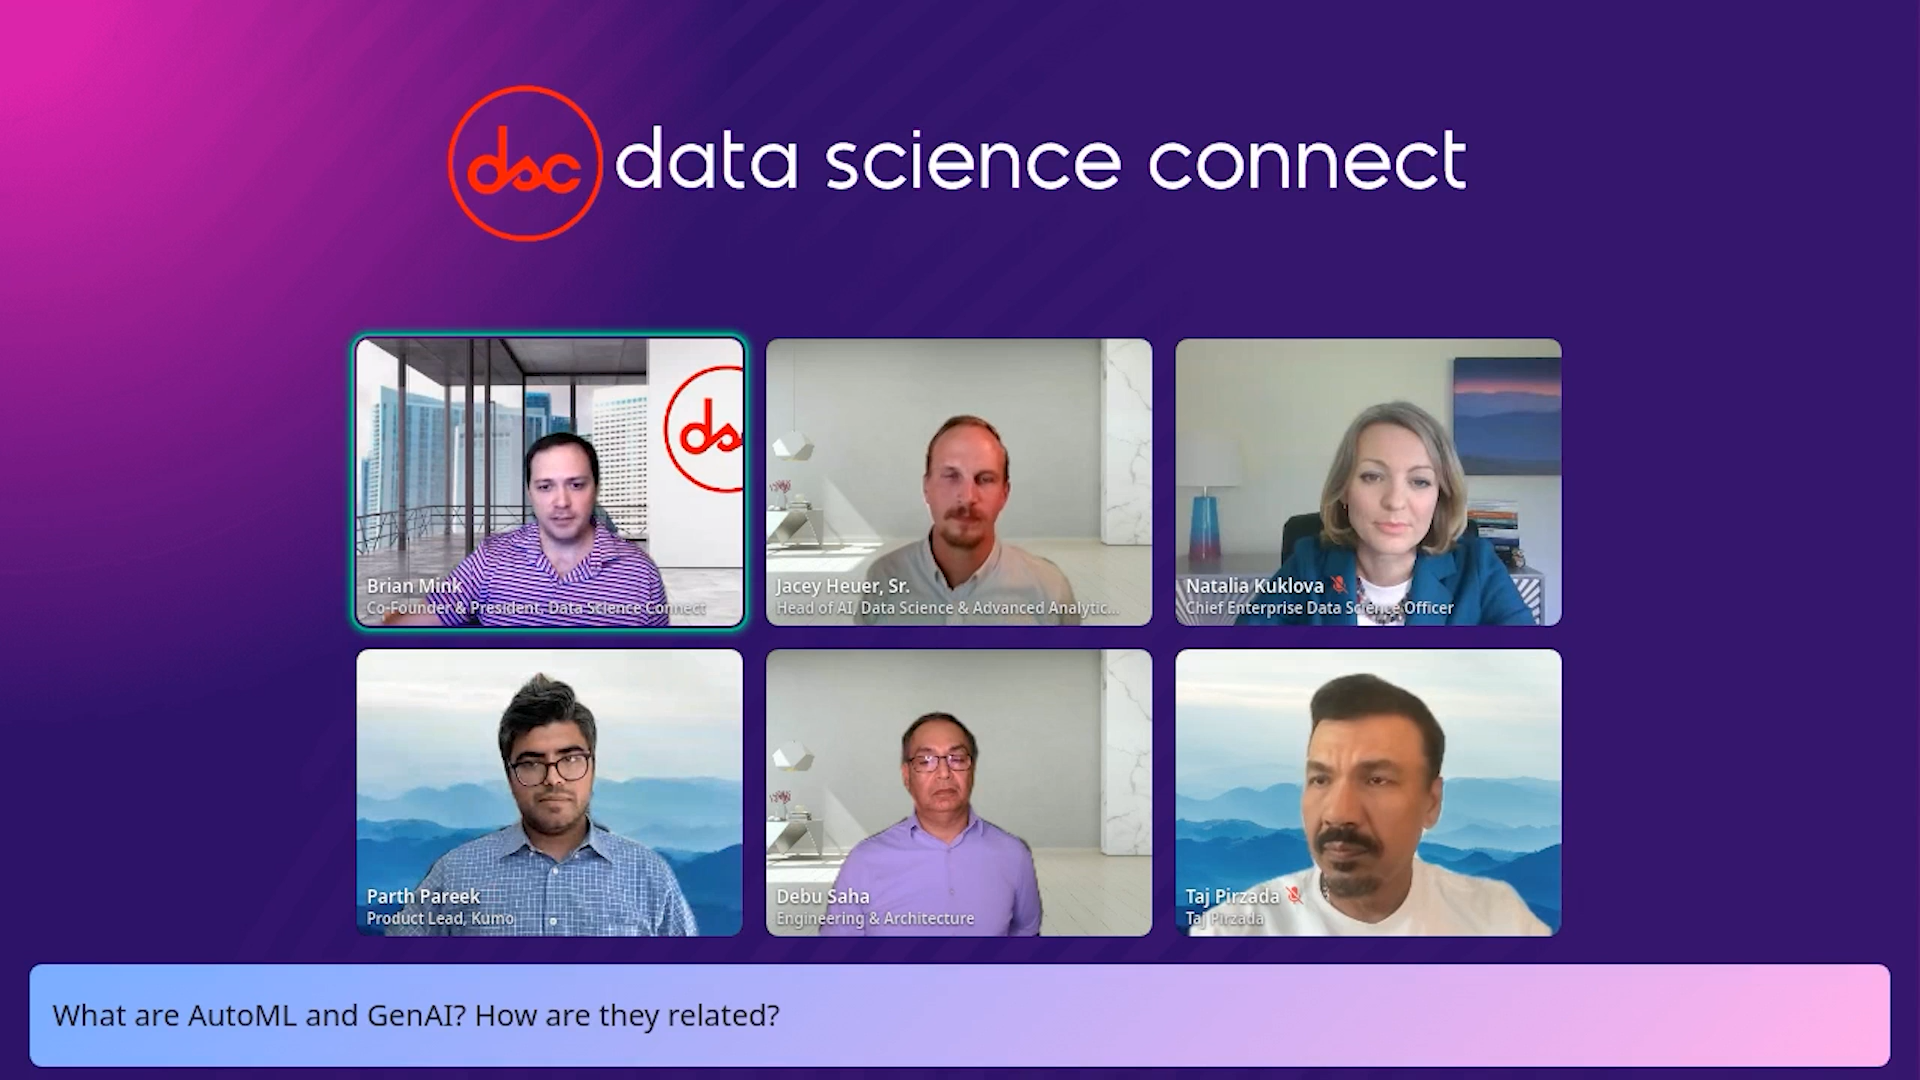 dsc data science connect
ds
Brian Mink
Co-Founder & President, Data Science Connect
Jacey Heuer, Sr.
Head of AI, Data Science & Advanced Analytic...
Natalia Kuklova
Chief Enterprise Data Science Officer
Parth Pareek
Product Lead, Kumo
Debu Saha
Engineering & Architecture
Taj Pirzada
Taj Pirzada
What are AutoML and GenAI? How are they related?